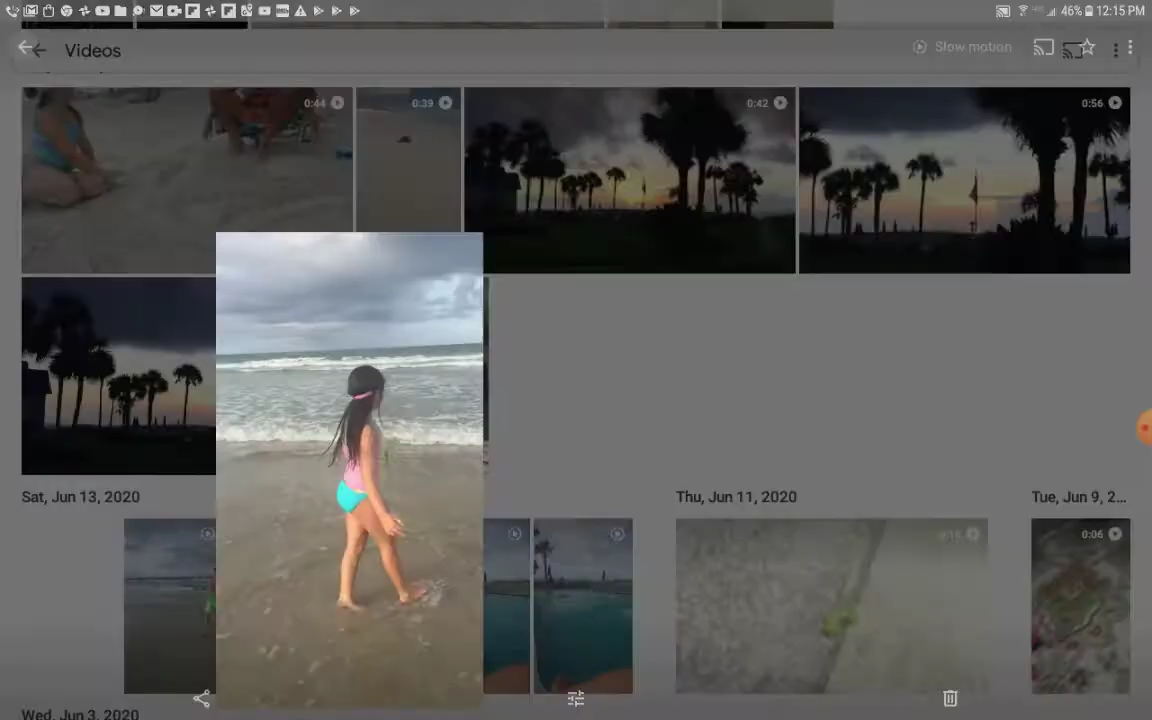 46% 12:15 PM
Videos
Slow motion
0:44
0:39
0:42
0:56
Sat, Jun 13, 2020
Thu, Jun 11, 2020
Tue, Jun 9, 2...
0:06
Wed, Jun 3, 2020